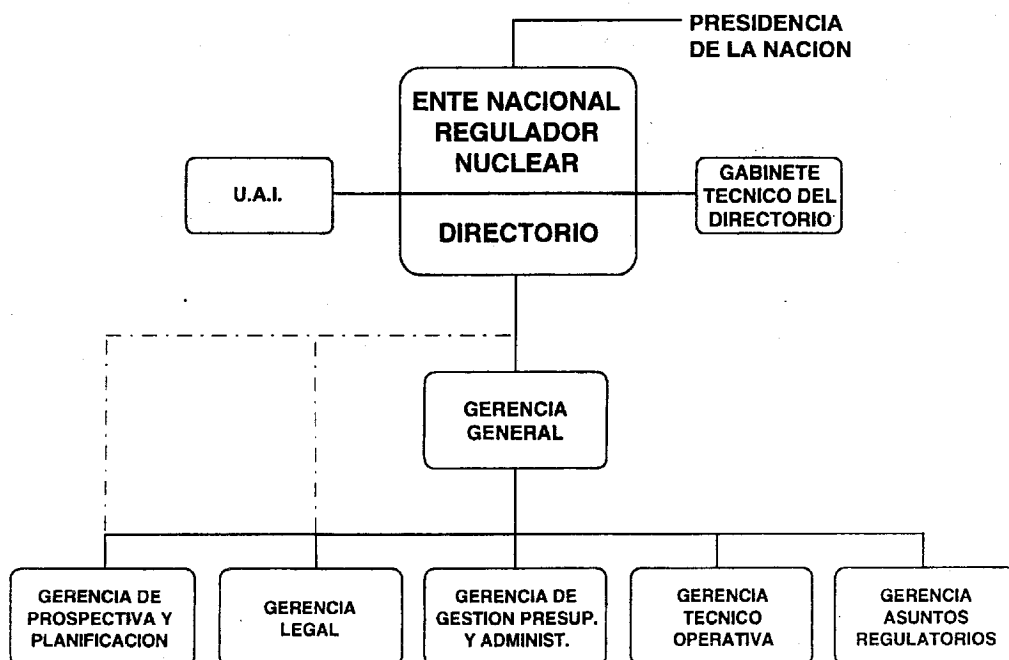 PRESIDENCIA
DE LA NACION
ENTE NACIONAL
REGULADOR
NUCLEAR
U.A.I.
GABINETE
TECNICO DEL
DIRECTORIO
DIRECTORIO
GERENCIA
GENERAL
GERENCIA DE
PROSPECTIVA Y
PLANIFICACION
GERENCIA
LEGAL
GERENCIA DE
GESTION PRESUP.
Y ADMINIST.
GERENCIA
TECNICO
OPERATIVA
GERENCIA
ASUNTOS
REGULATORIOS